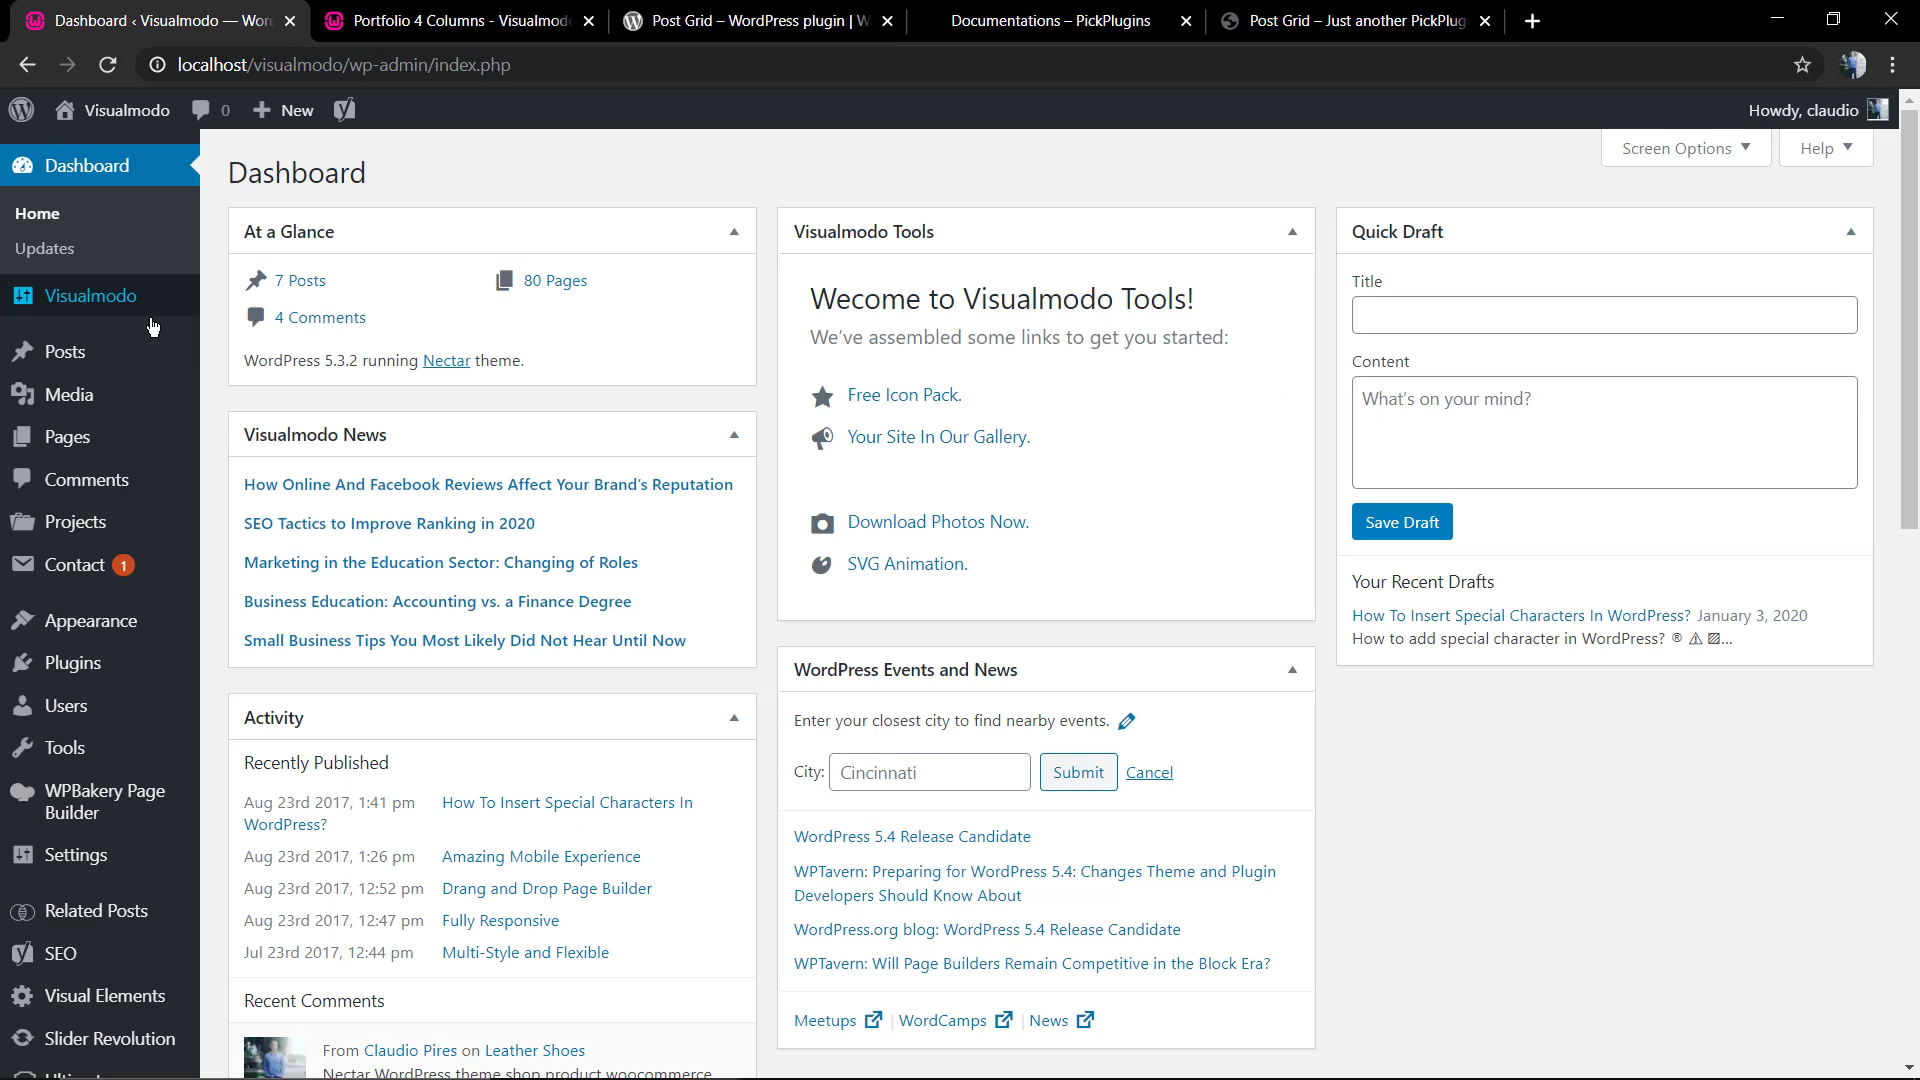 Dashboard ‹ Visualmodo — Wor
Portfolio 4 Columns - Visualmod
Post Grid – WordPress plugin | W
Documentations – PickPlugins
Post Grid – Just another PickPlug
localhost/visualmodo/wp-admin/index.php
Visualmodo
0
New
Howdy, claudio
Dashboard
Home
Updates
Visualmodo
Posts
Media
Pages
Comments
Projects
Contact 1
Appearance
Plugins
Users
Tools
WPBakery Page
Builder
Settings
Related Posts
SEO
Visual Elements
Slider Revolution
Screen Options
Help
Dashboard
At a Glance
7 Posts
80 Pages
4 Comments
WordPress 5.3.2 running Nectar theme.
Visualmodo News
How Online And Facebook Reviews Affect Your Brand's Reputation
SEO Tactics to Improve Ranking in 2020
Marketing in the Education Sector: Changing of Roles
Business Education: Accounting vs. a Finance Degree
Small Business Tips You Most Likely Did Not Hear Until Now
Activity
Recently Published
Aug 23rd 2017, 1:41 pm How To Insert Special Characters In
WordPress?
Aug 23rd 2017, 1:26 pm Amazing Mobile Experience
Aug 23rd 2017, 12:52 pm Drang and Drop Page Builder
Aug 23rd 2017, 12:47 pm Fully Responsive
Jul 23rd 2017, 12:44 pm Multi-Style and Flexible
Recent Comments
From Claudio Pires on Leather Shoes
Nectar WordPress theme shop product woocommerce
Visualmodo Tools
Wecome to Visualmodo Tools!
We've assembled some links to get you started:
Free Icon Pack.
Your Site In Our Gallery.
Download Photos Now.
SVG Animation.
WordPress Events and News
Enter your closest city to find nearby events.
City: Cincinnati Submit Cancel
WordPress 5.4 Release Candidate
WPTavern: Preparing for WordPress 5.4: Changes Theme and Plugin
Developers Should Know About
WordPress.org blog: WordPress 5.4 Release Candidate
WPTavern: Will Page Builders Remain Competitive in the Block Era?
Meetups | WordCamps | News
Quick Draft
Title
Content
What's on your mind?
Save Draft
Your Recent Drafts
How To Insert Special Characters In WordPress? January 3, 2020
How to add special character in WordPress? ® ⚠ ▨...